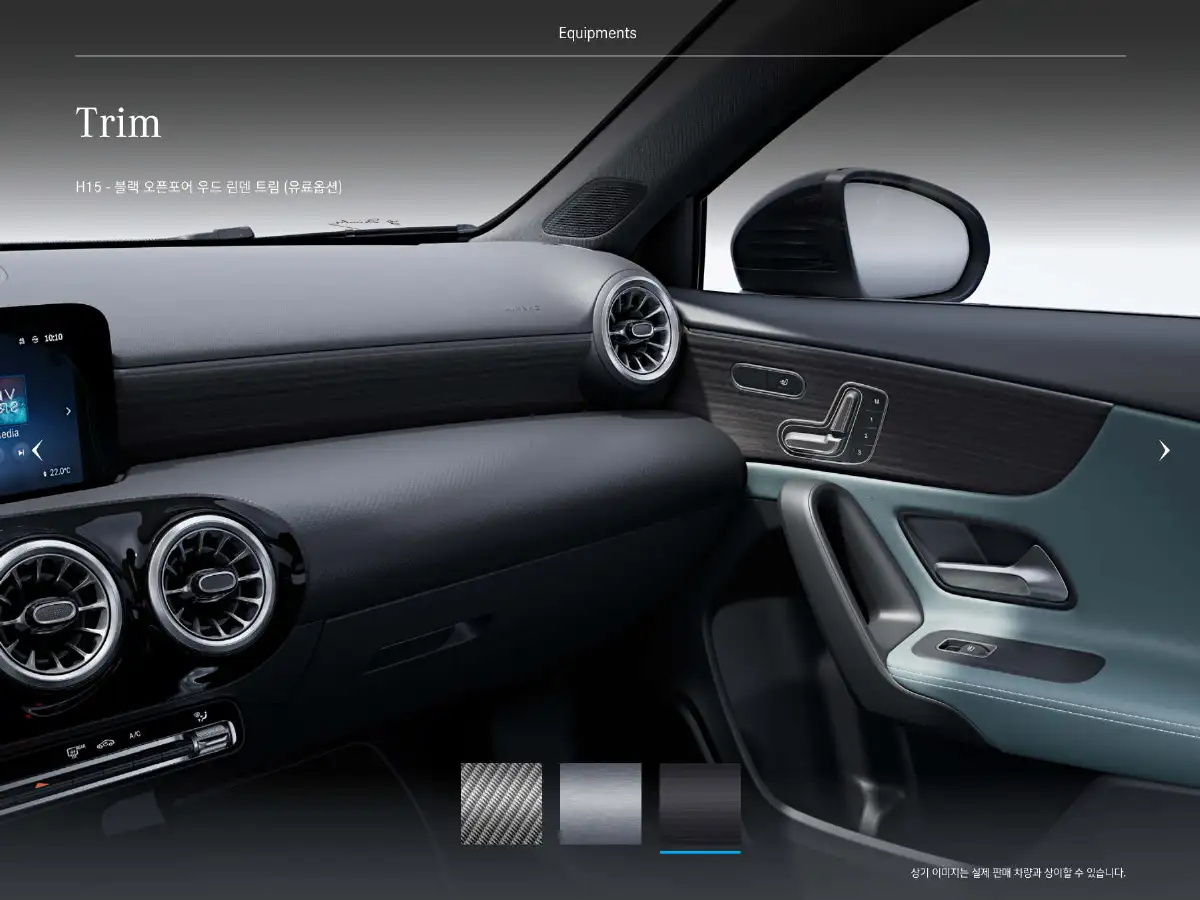 Equipments
Trim
H15 - 블랙 오픈포어 우드 린덴 트림 (유료옵션)
10:10
22.0°C
A/C
REAR
M
1
2
3
상기 이미지는 실제 판매 차량과 상이할 수 있습니다.